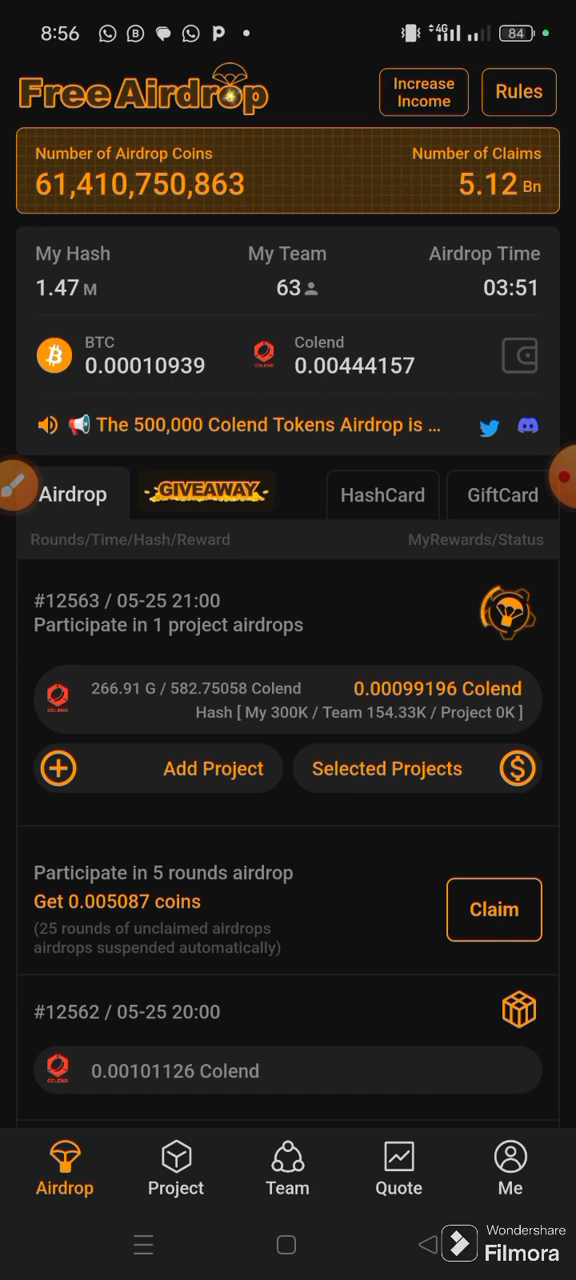 8:56
4G
84
Free Airdrop
Increase Income
Rules
Number of Airdrop Coins
Number of Claims
61,410,750,863
5.12 Bn
My Hash
My Team
Airdrop Time
1.47 M
63
03:51
BTC
0.00010939
COLEND
Colend
0.00444157
📢 The 500,000 Colend Tokens Airdrop is ...
Airdrop
GIVEAWAY
HashCard
GiftCard
Rounds/Time/Hash/Reward
MyRewards/Status
#12563 / 05-25 21:00
Participate in 1 project airdrops
COLEND
266.91 G / 582.75058 Colend
0.00099196 Colend
Hash [ My 300K / Team 154.33K / Project 0K ]
Add Project
Selected Projects
Participate in 5 rounds airdrop
Get 0.005087 coins
(25 rounds of unclaimed airdrops
airdrops suspended automatically)
Claim
#12562 / 05-25 20:00
COLEND
0.00101126 Colend
Airdrop
Project
Team
Quote
Me
Wondershare
Filmora